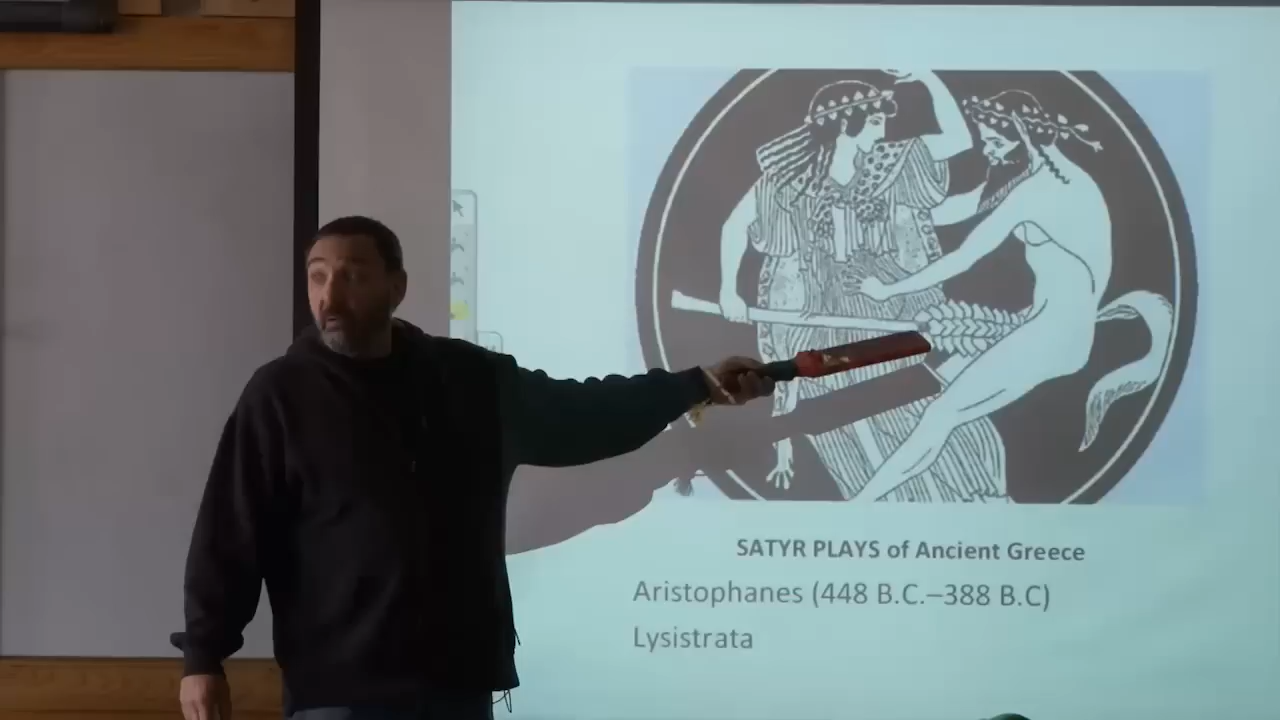 SATYR PLAYS of Ancient Greece
Aristophanes (448 B.C.–388 B.C)
Lysistrata